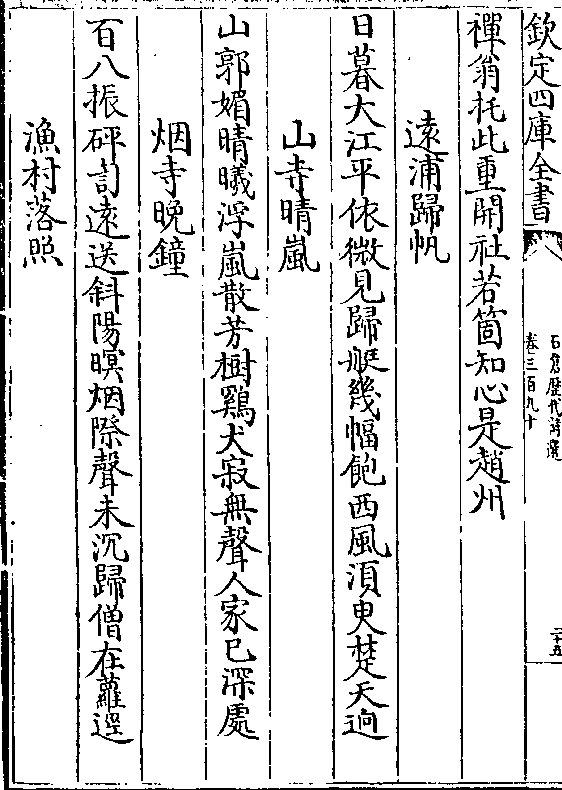 欽定四庫全書
石倉歷代詩選
卷三百九十
二十五
禪翁托此重開社若箇知心是趙州
遠浦歸帆
日暮大江平依微見歸艇幾幅飽西風湏臾楚天逈
山寺晴嵐
山郭媚晴曦浮嵐散芳樹鷄犬寂無聲人家已深處
烟寺晚鐘
百八振砰訇遠送斜陽暝烟際聲未沉歸僧在蘿逕
漁村落照